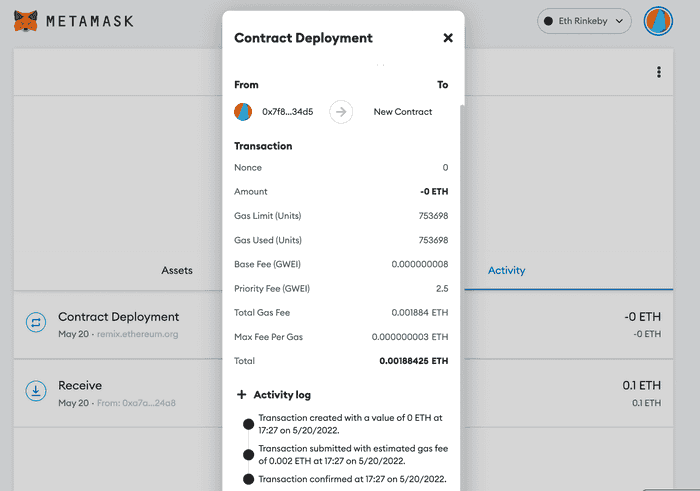 METAMASK
Eth Rinkeby
Contract Deployment
From
To
0x7f8...34d5
New Contract
Transaction
Nonce
0
Amount
-0 ETH
Gas Limit (Units)
753698
Gas Used (Units)
753698
Base Fee (GWEI)
0.000000008
Priority Fee (GWEI)
2.5
Total Gas Fee
0.001884 ETH
Max Fee Per Gas
0.000000003 ETH
Total
0.00188425 ETH
Activity log
Transaction created with a value of 0 ETH at
17:27 on 5/20/2022.
Transaction submitted with estimated gas fee
of 0.002 ETH at 17:27 on 5/20/2022.
Transaction confirmed at 17:27 on 5/20/2022.
Assets
Activity
Contract Deployment
-0 ETH
May 20 · remix.ethereum.org
-0 ETH
Receive
0.1 ETH
May 20 · From: 0xa7a...24a8
0.1 ETH